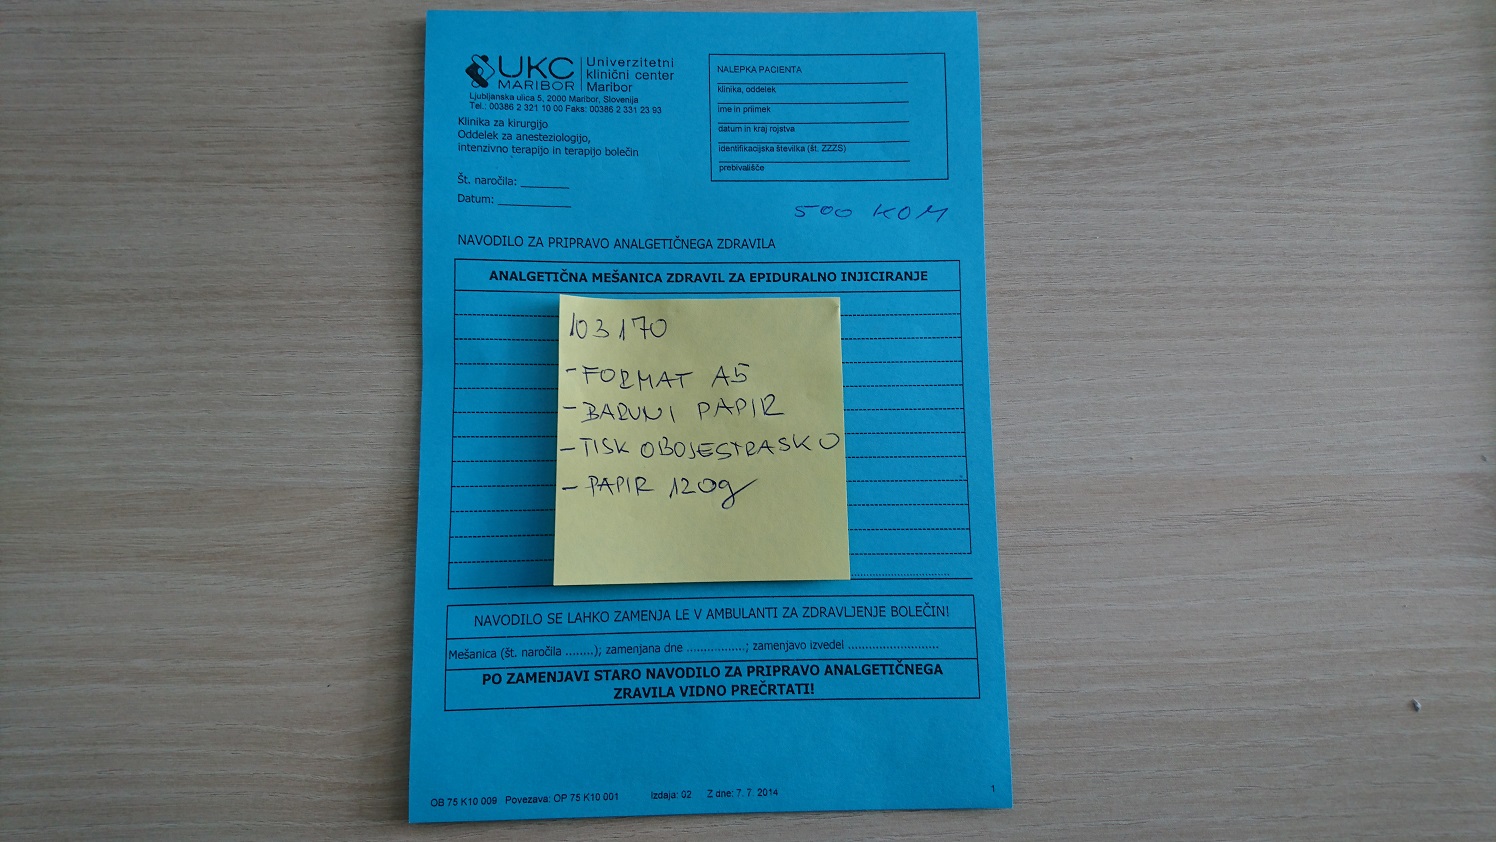 UKC
MARIBOR
Univerzitetni
klinični center
Maribor
Ljubljanska ulica 5, 2000 Maribor, Slovenija
Tel.: 00386 2 321 10 00 Faks: 00386 2 331 23 93
Klinika za kirurgijo
Oddelek za anesteziologijo,
intenzivno terapijo in terapijo bolečin
Št. naročila: _______
Datum: ___________
NALEPKA PACIENTA
klinika, oddelek
ime in priimek
datum in kraj rojstva
identifikacijska številka (št. ZZZS)
prebivališče
500 KOM
NAVODILO ZA PRIPRAVO ANALGETIČNEGA ZDRAVILA
ANALGETIČNA MEŠANICA ZDRAVIL ZA EPIDURALNO INJICIRANJE
103170
- FORMAT A5
- BARVNI PAPIR
- TISK OBOJESTRASKO
- PAPIR 120g
NAVODILO SE LAHKO ZAMENJA LE V AMBULANTI ZA ZDRAVLJENJE BOLEČIN!
Mešanica (št. naročila ........); zamenjana dne .................; zamenjavo izvedel ..........................
PO ZAMENJAVI STARO NAVODILO ZA PRIPRAVO ANALGETIČNEGA
ZRAVILA VIDNO PREČRTATI!
OB 75 K10 009 Povezava: OP 75 K10 001 Izdaja: 02 Z dne: 7. 7. 2014 1